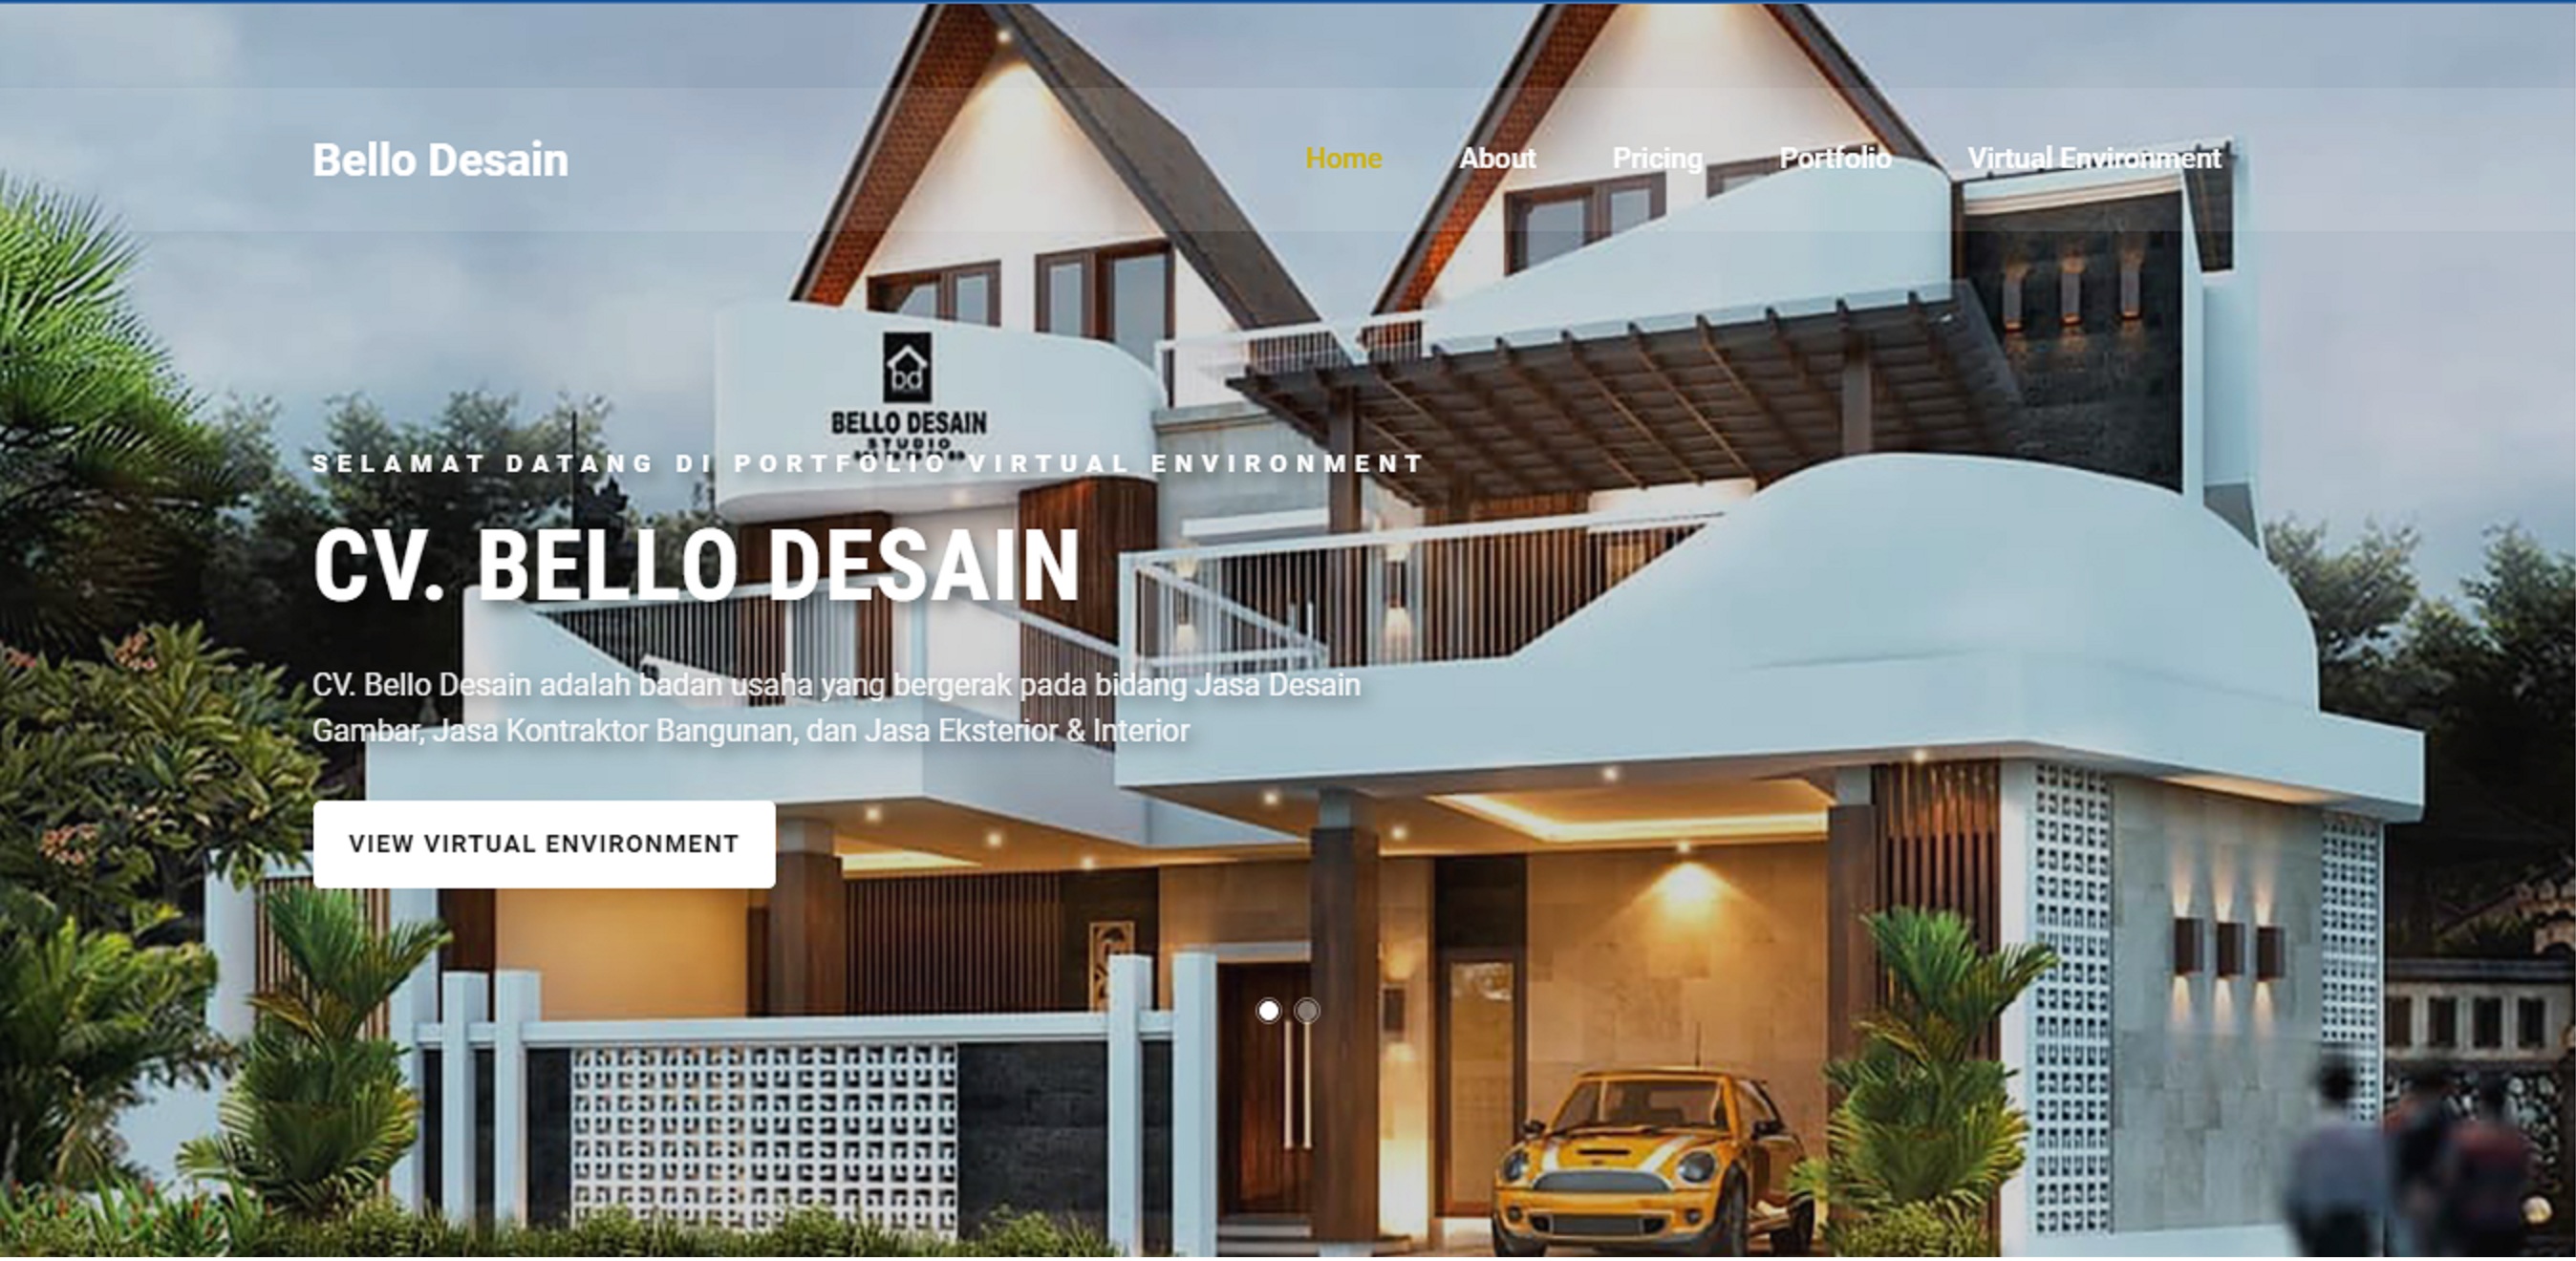 Bello Desain
Home About Pricing Portfolio Virtual Environment
bd
BELLO DESAIN
STUDIO
SELAMAT DATANG DI PORTFOLIO VIRTUAL ENVIRONMENT
CV. BELLO DESAIN
CV. Bello Desain adalah badan usaha yang bergerak pada bidang Jasa Desain
Gambar, Jasa Kontraktor Bangunan, dan Jasa Eksterior & Interior
VIEW VIRTUAL ENVIRONMENT